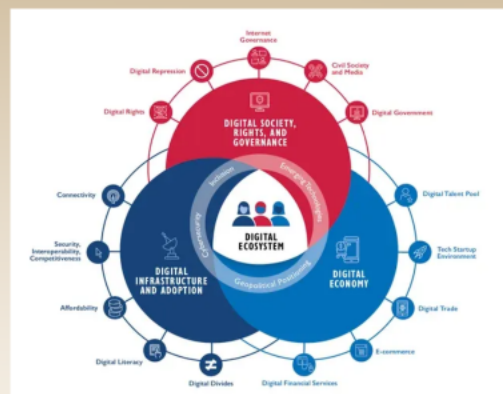 Internet
Governance
Digital Repression
Civil Society
and Media
Digital Rights
Digital Government
DIGITAL SOCIETY,
RIGHTS, AND
GOVERNANCE
Inclusion
Emerging Technologies
Connectivity
Digital Talent Pool
Cybersecurity
DIGITAL
ECOSYSTEM
Security,
Interoperability,
Competitiveness
Tech Startup
Environment
DIGITAL
INFRASTRUCTURE
AND ADOPTION
DIGITAL
ECONOMY
Geopolitical Positioning
Affordability
Digital Trade
Digital Literacy
E-commerce
Digital Divides
Digital Financial Services